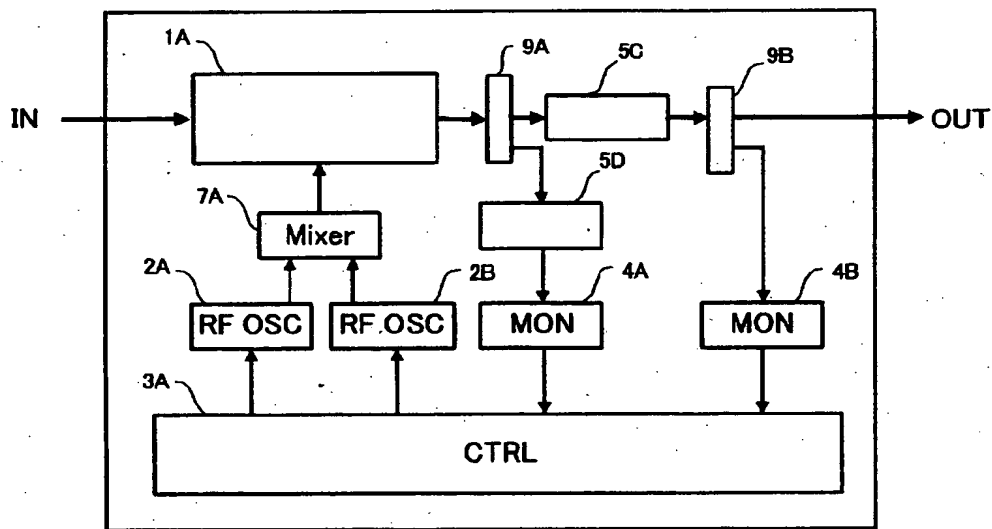 1A
9A
5C
9B
IN
OUT
5D
7A
Mixer
2A
2B
4A
4B
RF OSC
RF OSC
MON
MON
3A
CTRL